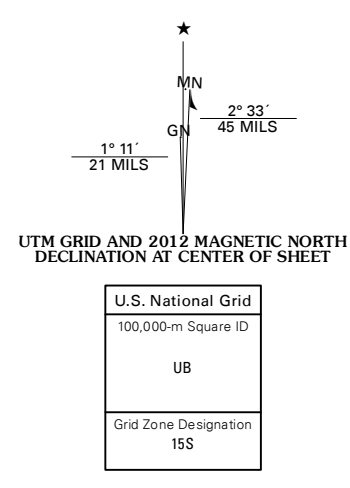 ★
MN
GN
2° 33´
45 MILS
1° 11´
21 MILS
UTM GRID AND 2012 MAGNETIC NORTH
DECLINATION AT CENTER OF SHEET
U.S. National Grid
100,000-m Square ID
UB
Grid Zone Designation
15S